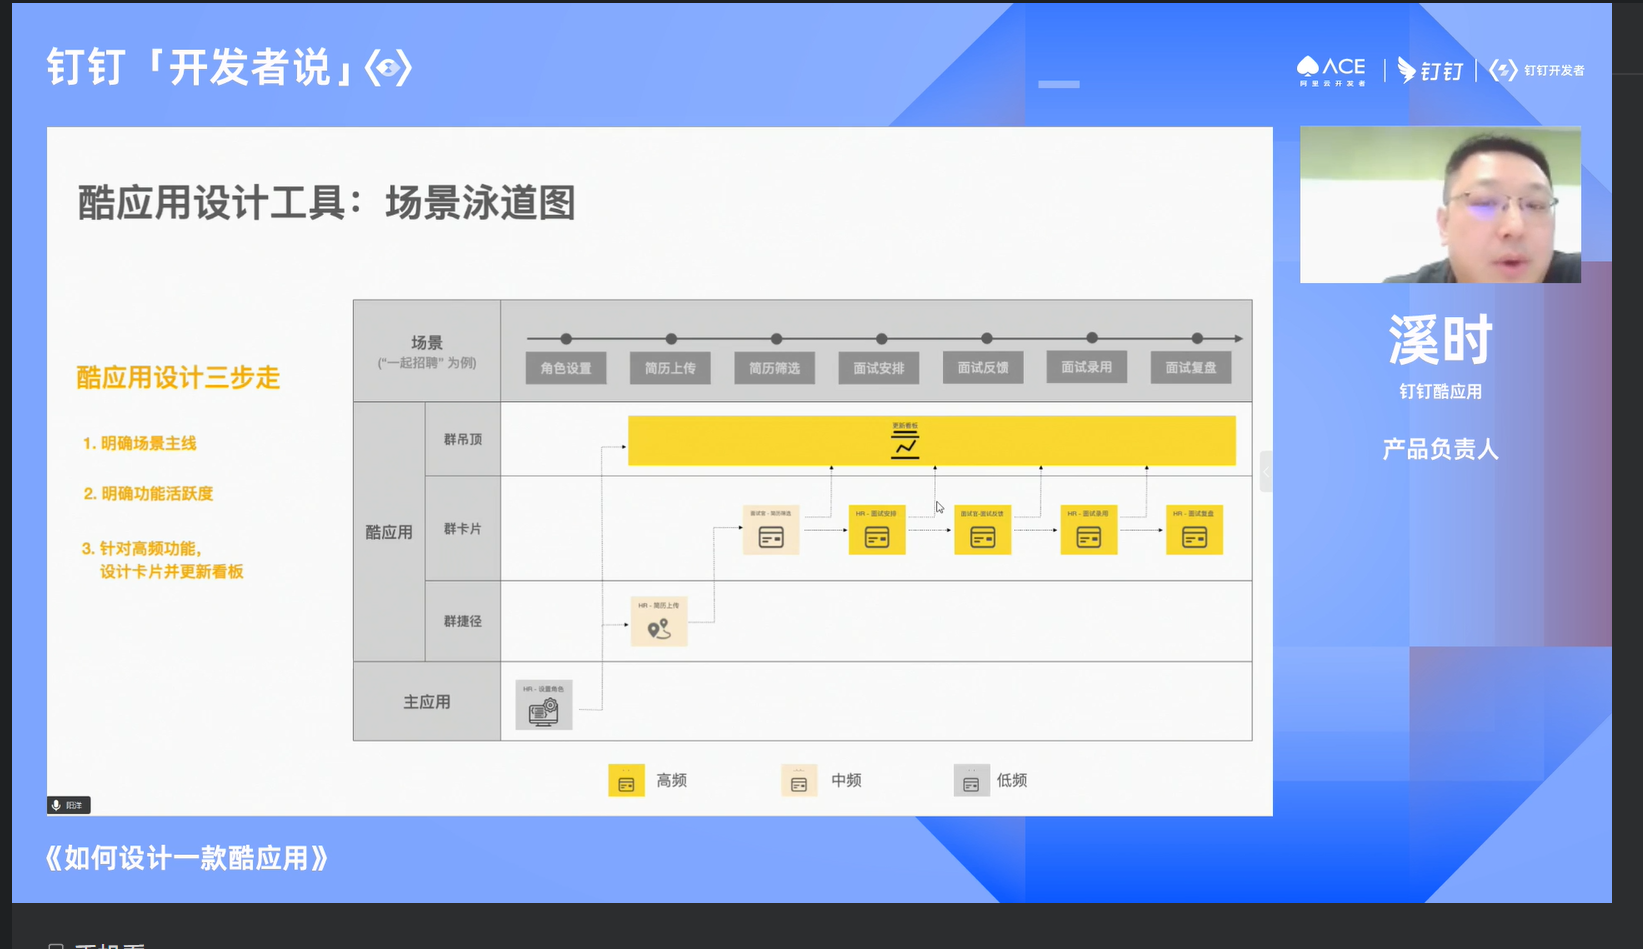 钉钉「开发者说」
ACE
阿里云开发者
钉钉
钉钉开发者
酷应用设计工具：场景泳道图
酷应用设计三步走
1. 明确场景主线
2. 明确功能活跃度
3. 针对高频功能，
设计卡片并更新看板
场景
(“一起招聘” 为例)
角色设置
简历上传
简历筛选
面试安排
面试反馈
面试录用
面试复盘
酷应用
群吊顶
更新看板
群卡片
面试官 - 简历筛选
HR - 面试安排
面试官-面试反馈
HR - 面试录用
HR - 面试复盘
群捷径
HR - 简历上传
主应用
HR - 设置角色
高频
中频
低频
阳洋
溪时
钉钉酷应用
产品负责人
《如何设计一款酷应用》